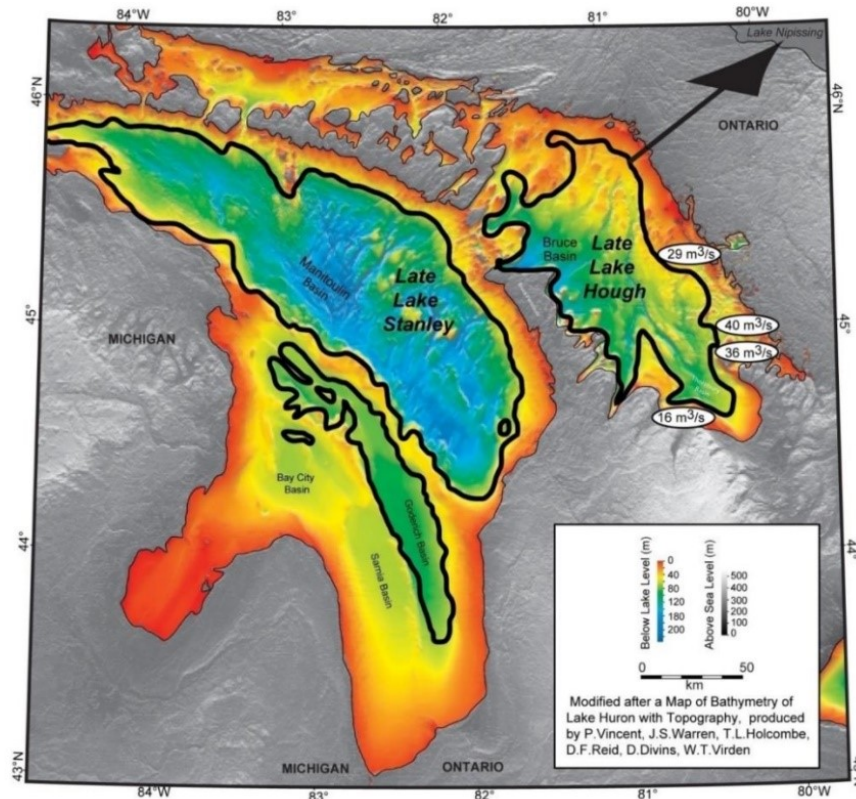 84°W
83°
82°
81°
80°W
Lake Nipissing
46°N
46°N
ONTARIO
Bruce
Basin
Late
Lake
Hough
29 m³/s
Manitoulin
Basin
Late
Lake
Stanley
45°
45°
40 m³/s
MICHIGAN
36 m³/s
16 m³/s
Bay City
Basin
Goderich Basin
44°
44°
Sarnia Basin
Below Lake Level (m)
0
40
80
120
160
200
Above Sea Level (m)
500
400
300
200
100
0
0
50
km
Modified after a Map of Bathymetry of
Lake Huron with Topography, produced
by P.Vincent, J.S.Warren, T.L.Holcombe,
D.F.Reid, D.Divins, W.T.Virden
43°N
MICHIGAN
ONTARIO
84°W
83°
82
81
80°W